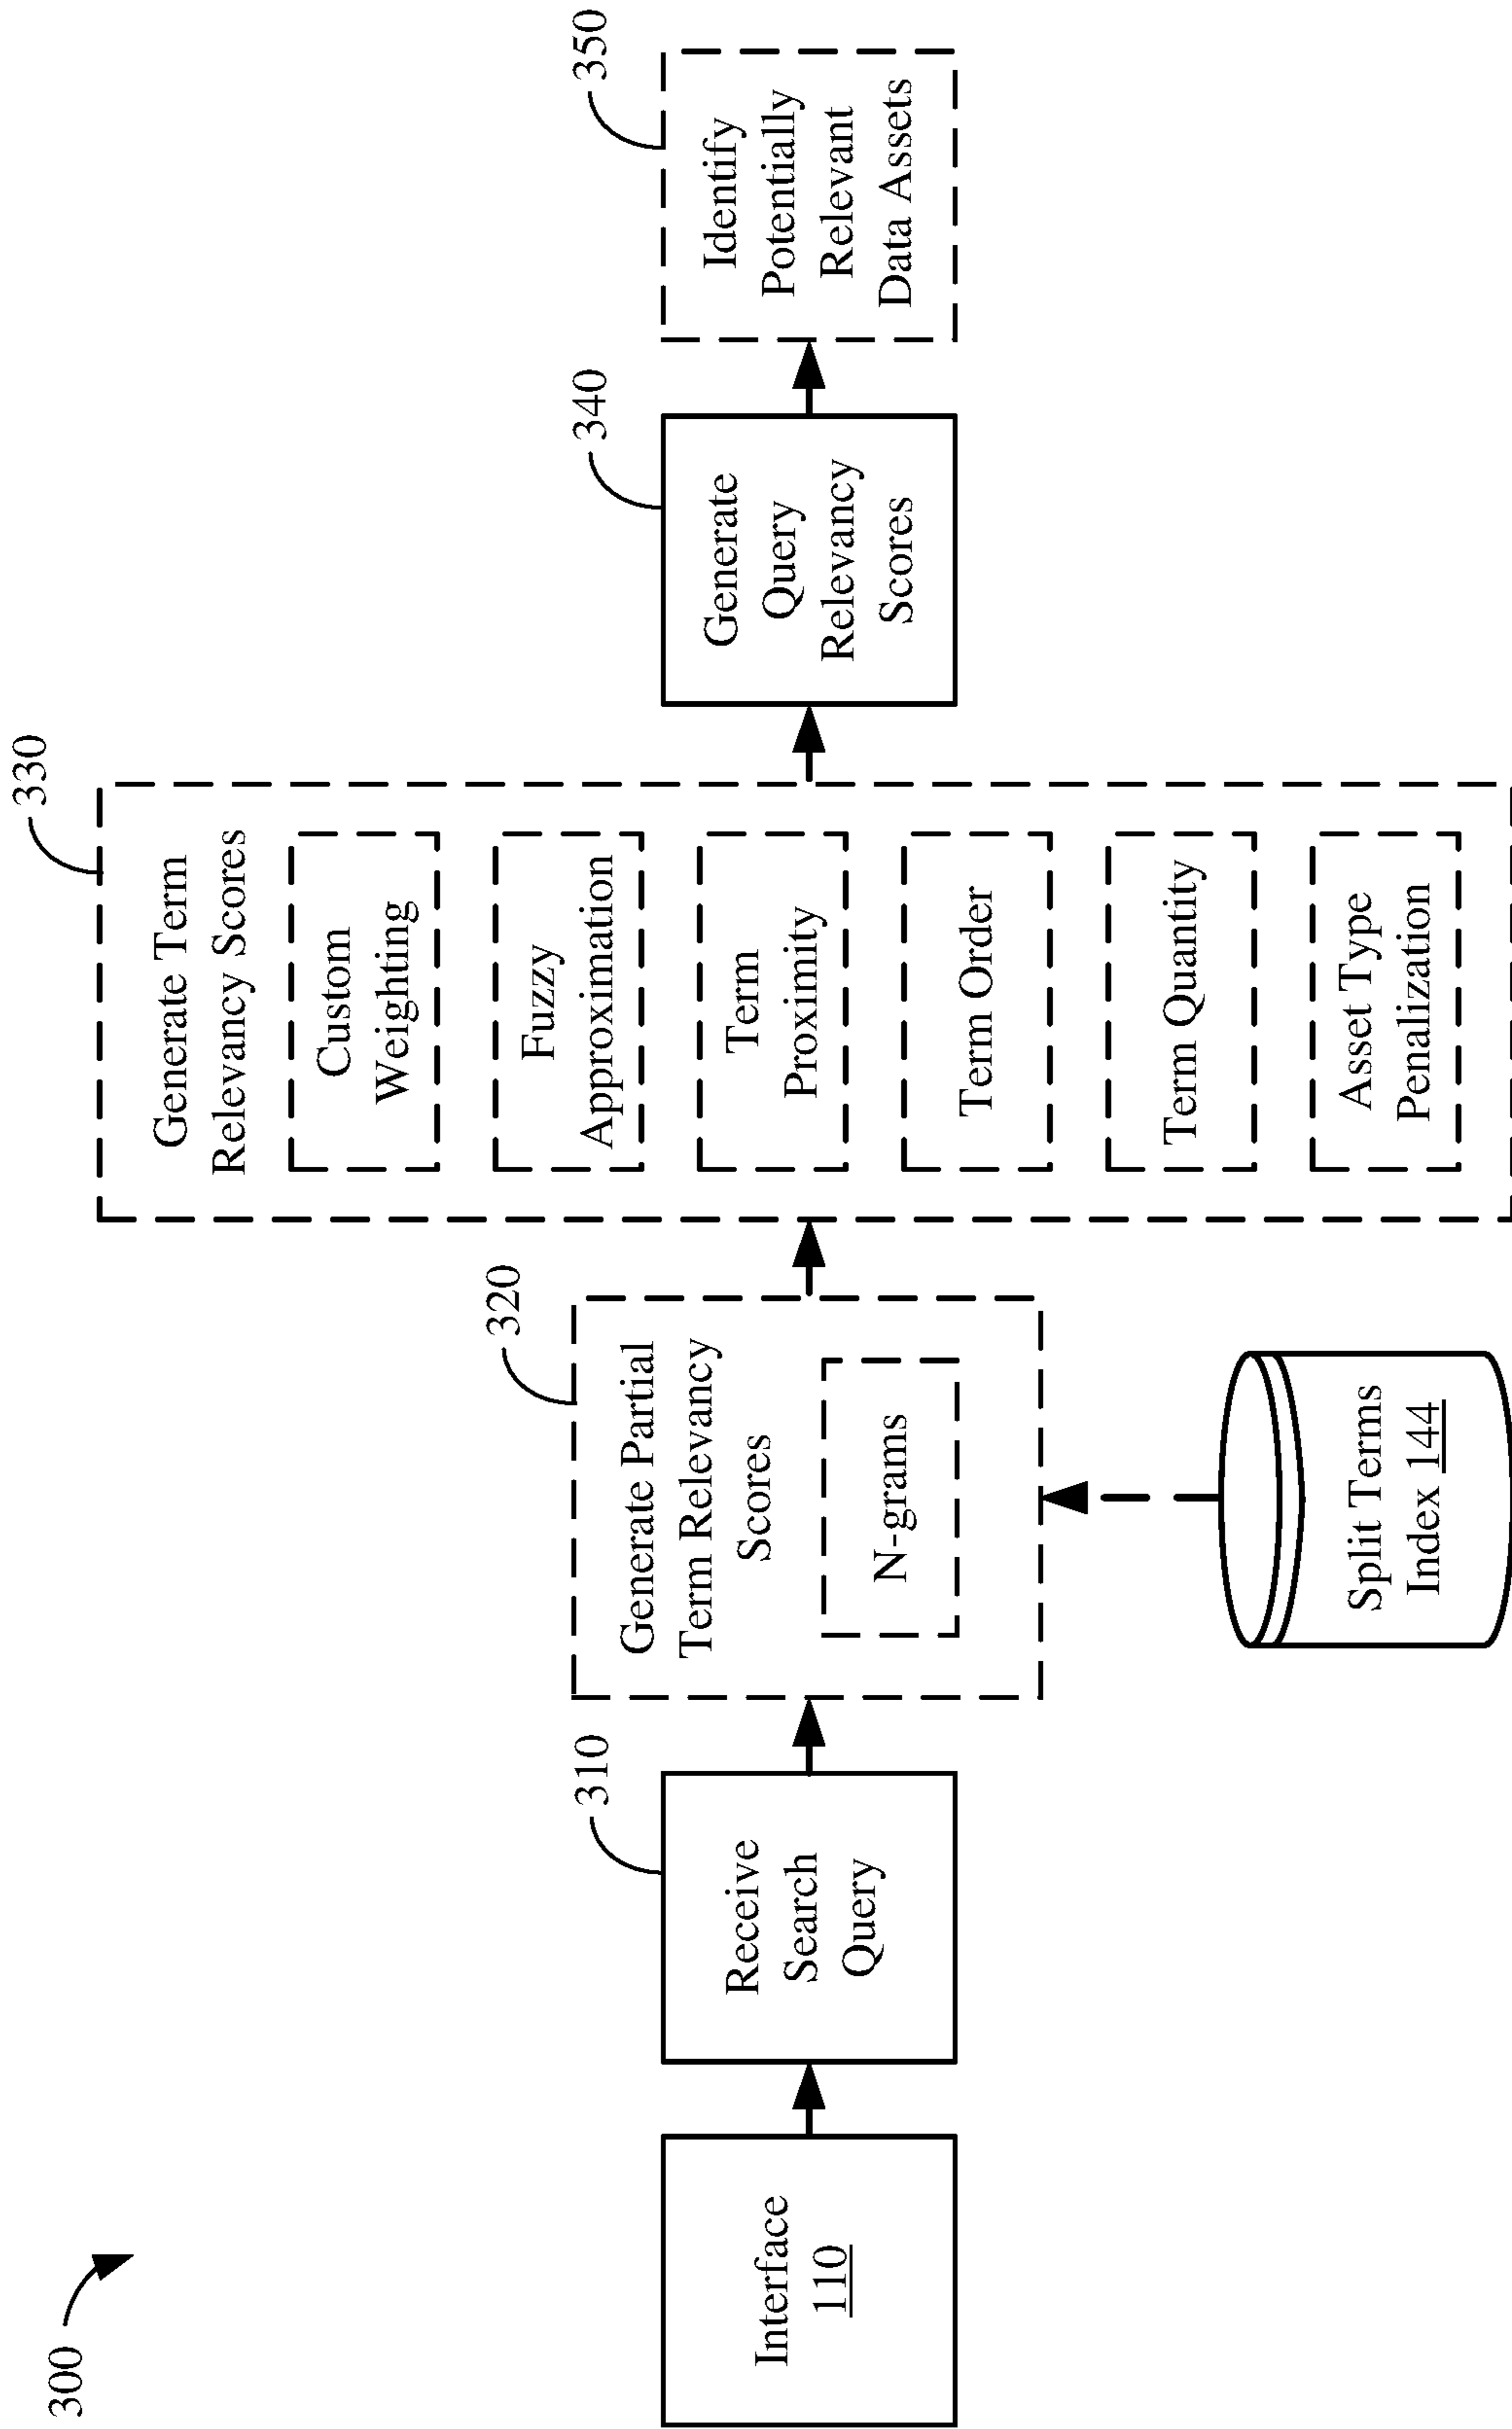 300
Interface
110
310
Receive
Search
Query
320
Generate Partial
Term Relevancy
Scores
N-grams
Split Terms
Index 144
330
Generate Term
Relevancy Scores
Custom
Weighting
Fuzzy
Approximation
Term
Proximity
Term Order
Term Quantity
Asset Type
Penalization
340
Generate
Query
Relevancy
Scores
350
Identify
Potentially
Relevant
Data Assets